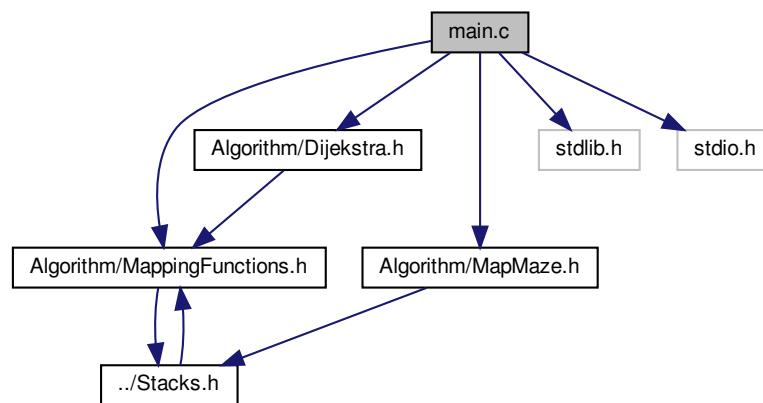 main.c
Algorithm/Dijekstra.h
stdlib.h
stdio.h
Algorithm/MappingFunctions.h
Algorithm/MapMaze.h
../Stacks.h